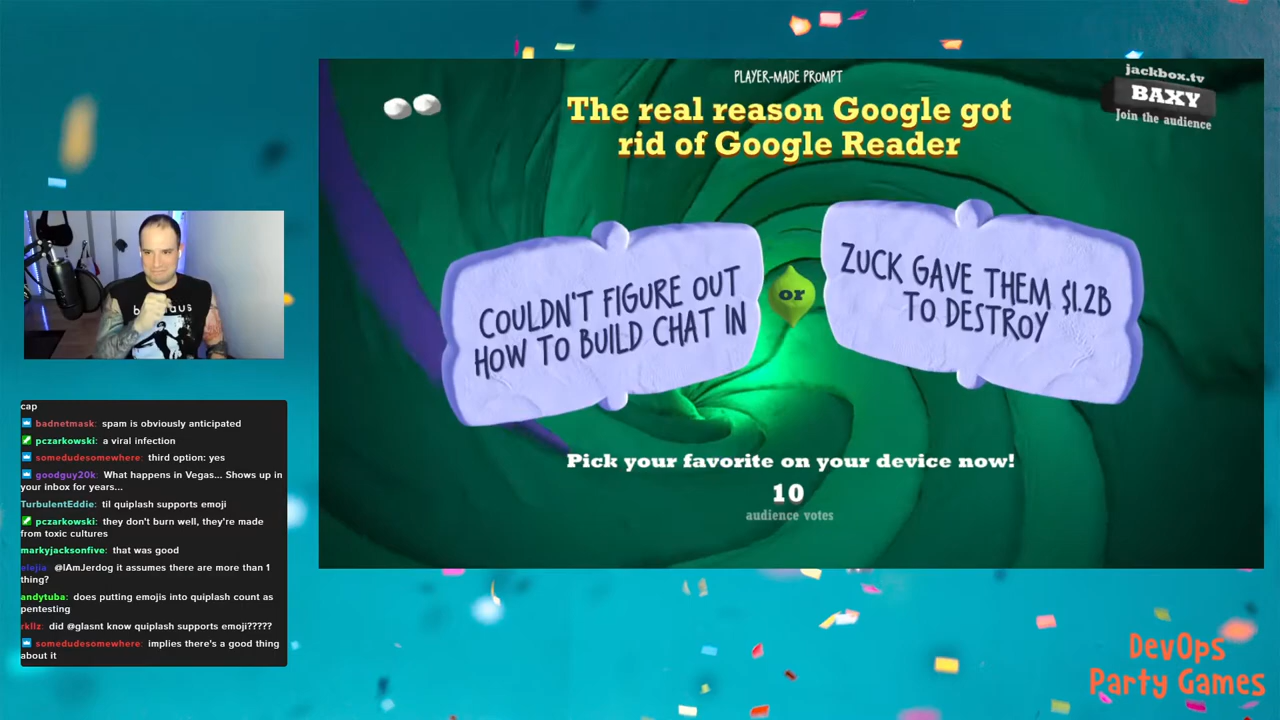 PLAYER-MADE PROMPT
The real reason Google got
rid of Google Reader
jackbox.tv
BAXY
Join the audience
COULDN'T FIGURE OUT
HOW TO BUILD CHAT IN
or
ZUCK GAVE THEM $1.2B
TO DESTROY
Pick your favorite on your device now!
10
audience votes
cap
badnetmask: spam is obviously anticipated
pczarkowski: a viral infection
somedudesomewhere: third option: yes
goodguy20k: What happens in Vegas... Shows up in
your inbox for years...
TurbulentEddie: til quiplash supports emoji
pczarkowski: they don't burn well, they're made
from toxic cultures
markyjacksonfive: that was good
elejia: @IAmJerdog it assumes there are more than 1
thing?
andytuba: does putting emojis into quiplash count as
pentesting
rkllz: did @glasnt know quiplash supports emoji?????
somedudesomewhere: implies there's a good thing
about it
DevOps
Party Games